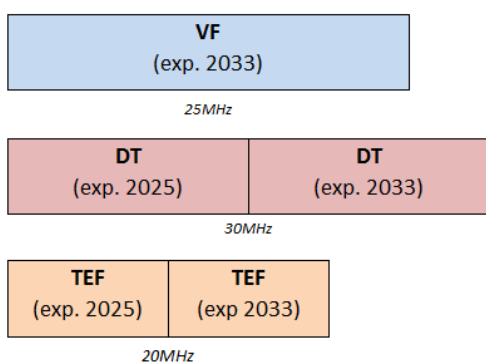 VF
(exp. 2033)
25MHz
DT DT
(exp. 2025) (exp. 2033)
30MHz
TEF TEF
(exp. 2025) (exp 2033)
20MHz